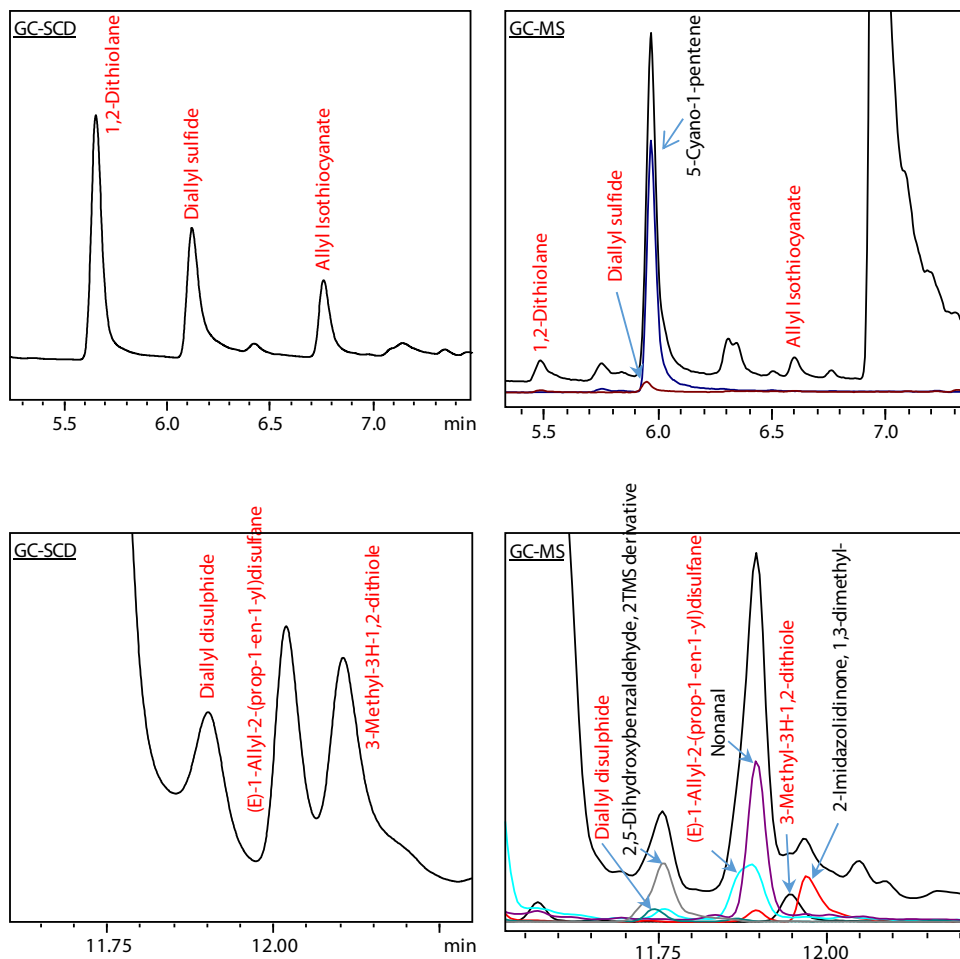 GC-SCD
1,2-Dithiolane
Diallyl sulfide
Allyl Isothiocyanate
5.5
6.0
6.5
7.0
min
GC-MS
1,2-Dithiolane
Diallyl sulfide
5-Cyano-1-pentene
Allyl Isothiocyanate
5.5
6.0
6.5
7.0
GC-SCD
Diallyl disulphide
(E)-1-Allyl-2-(prop-1-en-1-yl)disulfane
3-Methyl-3H-1,2-dithiole
11.75
12.00
min
GC-MS
Diallyl disulphide
2,5-Dihydroxybenzaldehyde, 2TMS derivative
(E)-1-Allyl-2-(prop-1-en-1-yl)disulfane
Nonanal
3-Methyl-3H-1,2-dithiole
2-Imidazolidinone, 1,3-dimethyl-
11.75
12.00